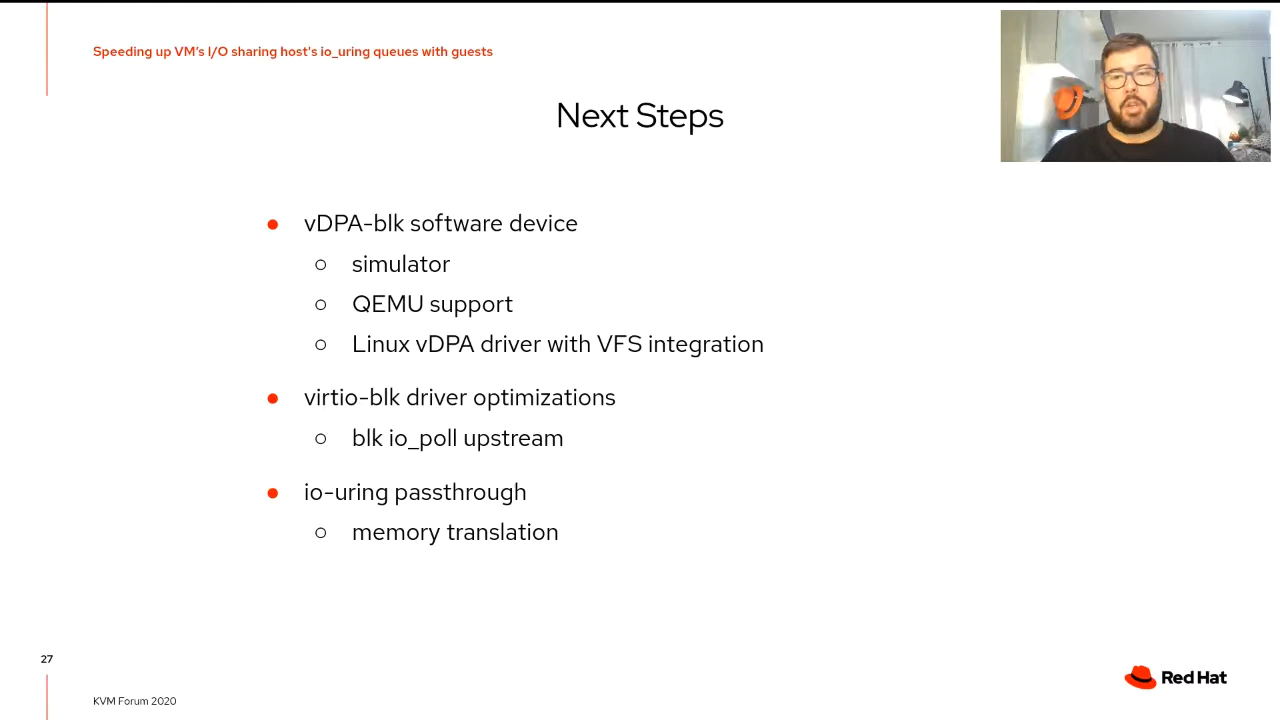 Speeding up VM's I/O sharing host's io_uring queues with guests
Next Steps
● vDPA-blk software device
○ simulator
○ QEMU support
○ Linux vDPA driver with VFS integration
● virtio-blk driver optimizations
○ blk io_poll upstream
● io-uring passthrough
○ memory translation
27
Red Hat
KVM Forum 2020